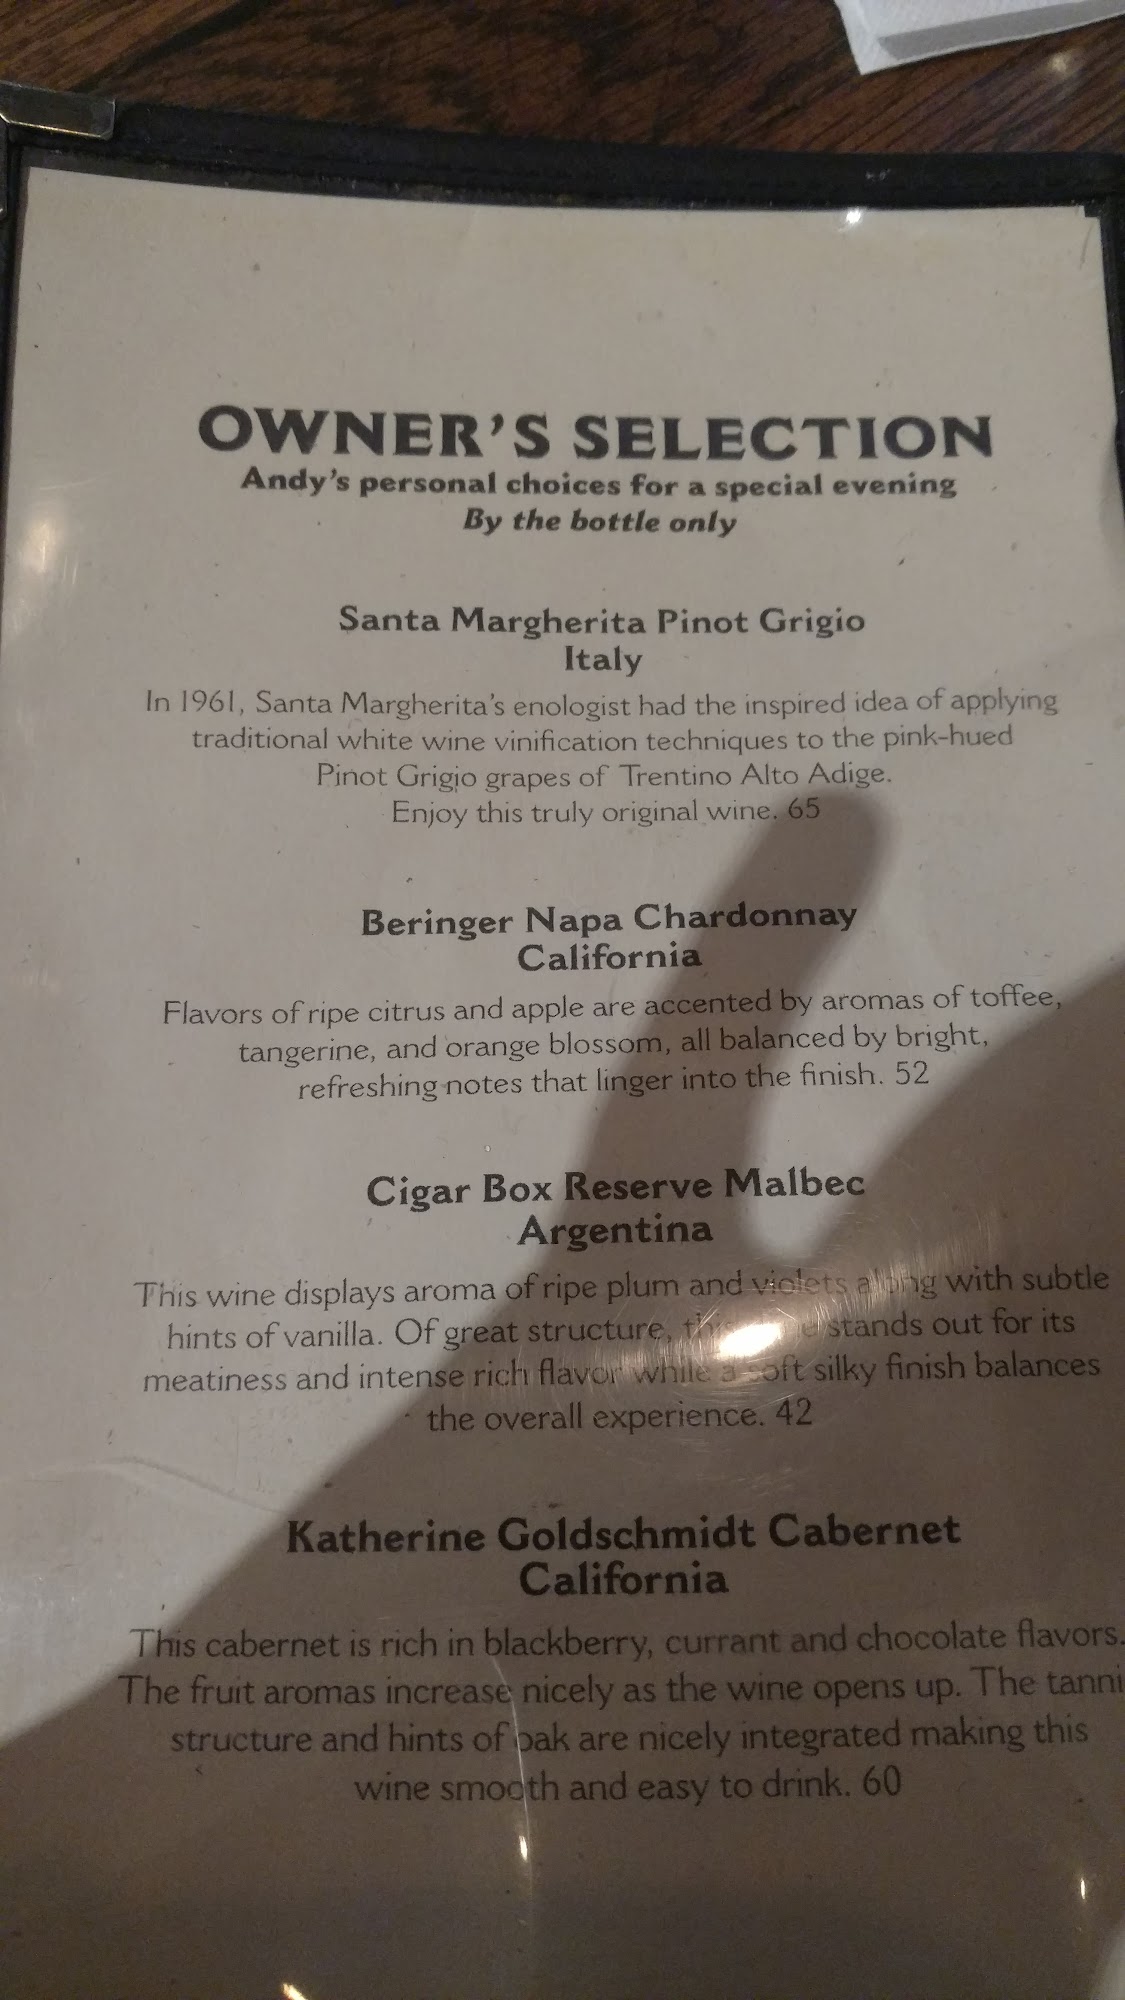 OWNER'S SELECTION
Andy's personal choices for a special evening
By the bottle only
Santa Margherita Pinot Grigio
Italy
In 1961, Santa Margherita's enologist had the inspired idea of applying
traditional white wine vinification techniques to the pink-hued
Pinot Grigio grapes of Trentino Alto Adige.
Enjoy this truly original wine. 65
Beringer Napa Chardonnay
California
Flavors of ripe citrus and apple are accented by aromas of toffee,
tangerine, and orange blossom, all balanced by bright,
refreshing notes that linger into the finish. 52
Cigar Box Reserve Malbec
Argentina
This wine displays aroma of ripe plum and violets along with subtle
hints of vanilla. Of great structure, stands out for its
meatiness and intense rich flavor while a soft silky finish balances
the overall experience. 42
Katherine Goldschmidt Cabernet
California
This cabernet is rich in blackberry, currant and chocolate flavors.
The fruit aromas increase nicely as the wine opens up. The tanni
structure and hints of oak are nicely integrated making this
wine smooth and easy to drink. 60